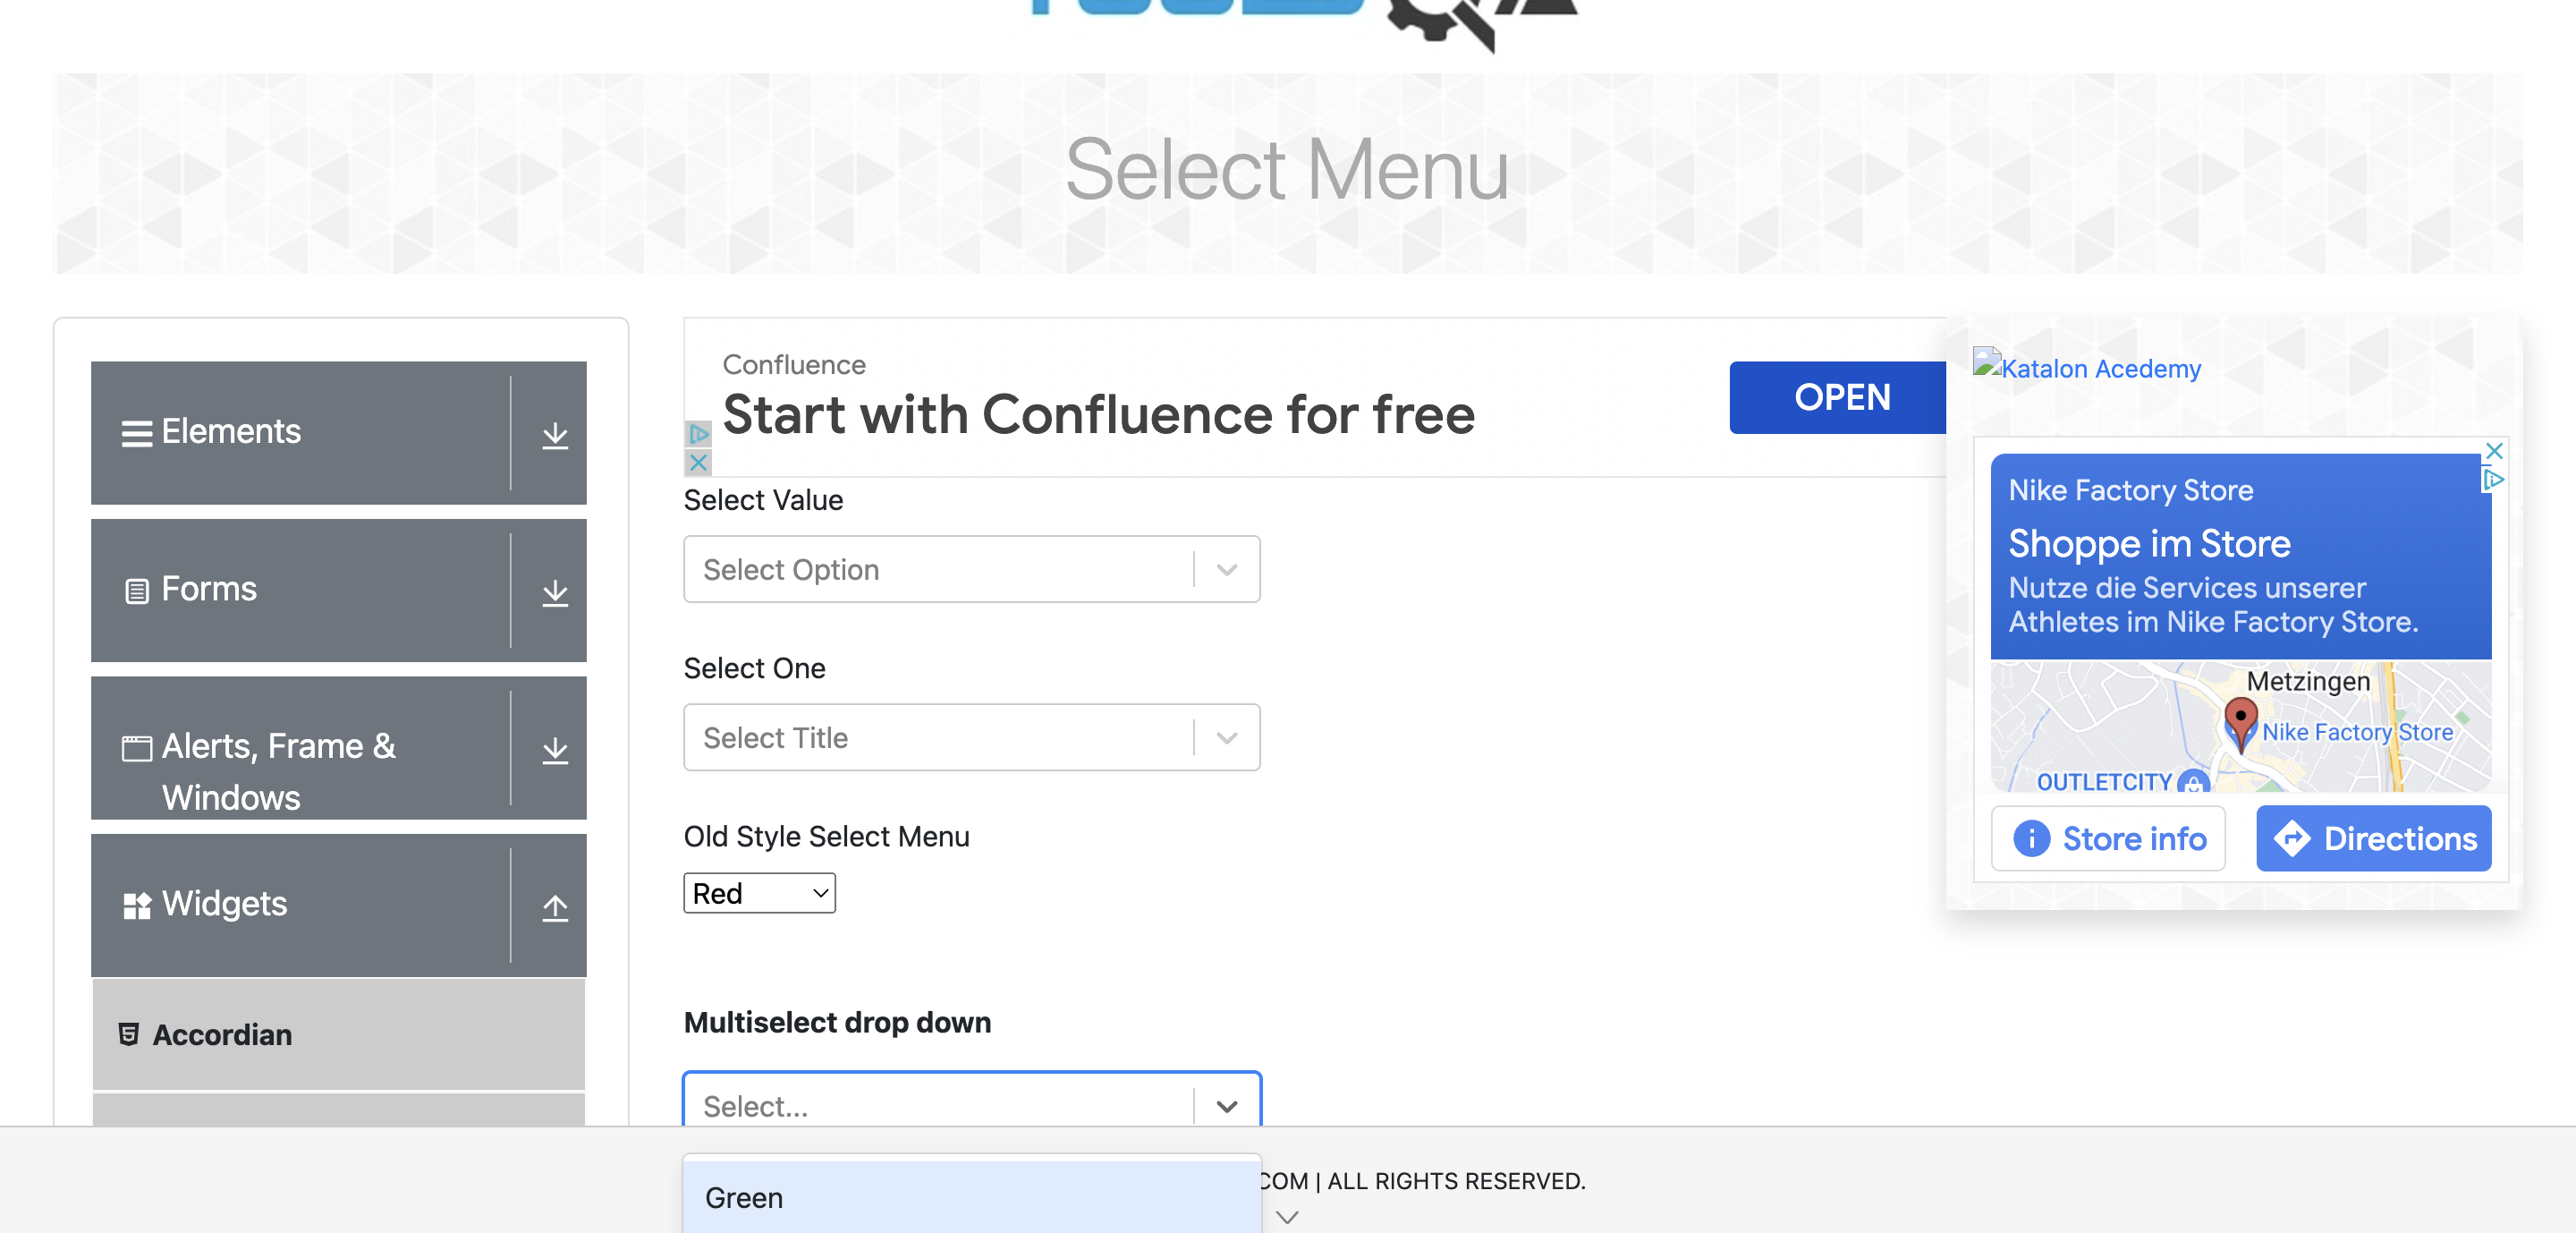 Select Menu
Elements
Forms
Alerts, Frame &
Windows
Widgets
Accordian
Confluence
Start with Confluence for free
OPEN
Select Value
Select Option
Select One
Select Title
Old Style Select Menu
Red
Multiselect drop down
Select...
Green
COM | ALL RIGHTS RESERVED.
Katalon Acedemy
Nike Factory Store
Shoppe im Store
Nutze die Services unserer
Athletes im Nike Factory Store.
Metzingen
Nike Factory Store
OUTLETCITY
Store info
Directions